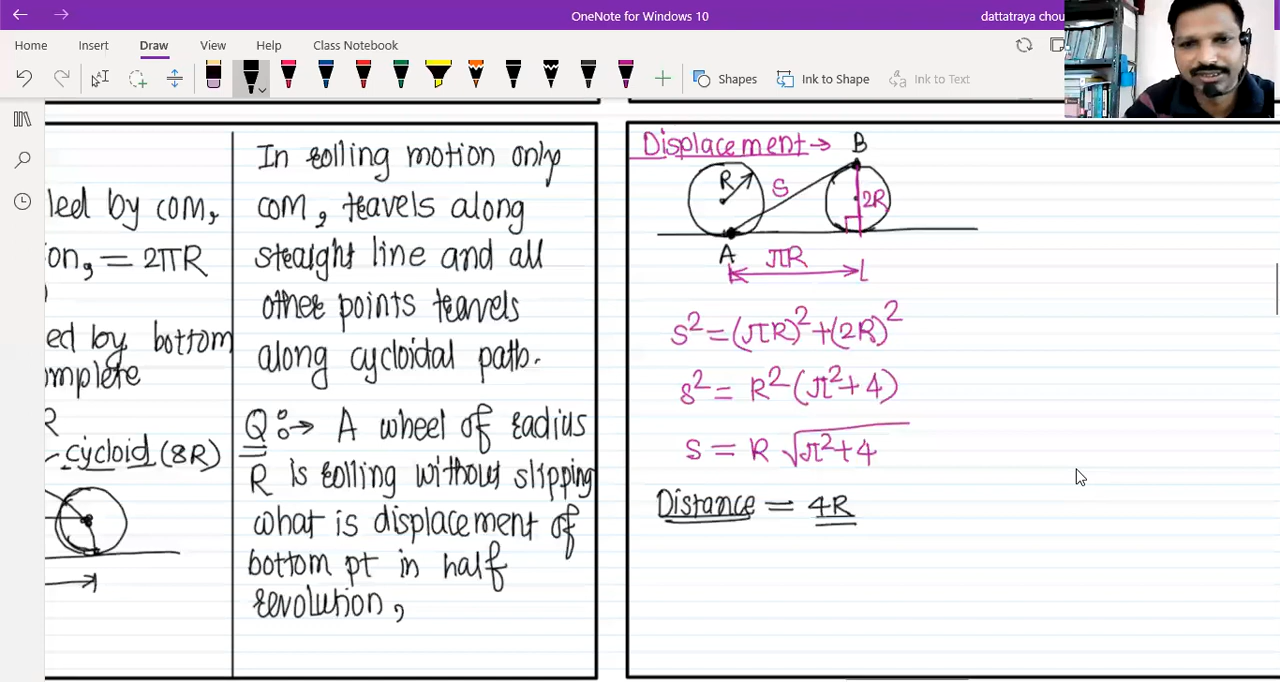 OneNote for Windows 10
dattatraya chou
Home Insert Draw View Help Class Notebook
Shapes Ink to Shape Ink to Text
led by com,
on, = 2πR
)
ed by bottom
omplete
R
cycloid (8R)
In rolling motion only
com, travels along
straight line and all
other points travels
along cycloidal path.
Q:→ A wheel of radius
R is rolling without slipping
what is displacement of
bottom pt in half
revolution,
Displacement→ B
R S 2R
A πR
S² = (πR)² + (2R)²
s² = R² (π² + 4)
s = R √π² + 4
Distance = 4R